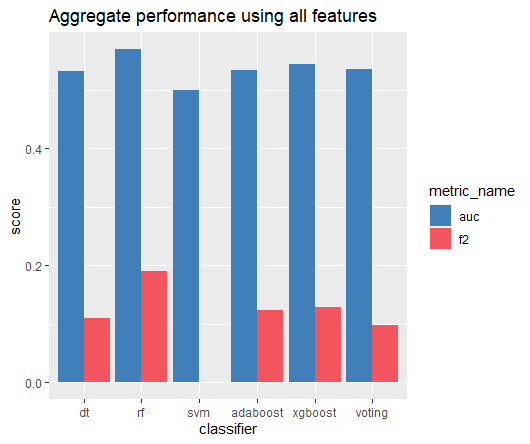 Aggregate performance using all features
score
0.4
0.2
0.0
dt rf svm adaboost xgboost voting
classifier
metric_name
auc
f2